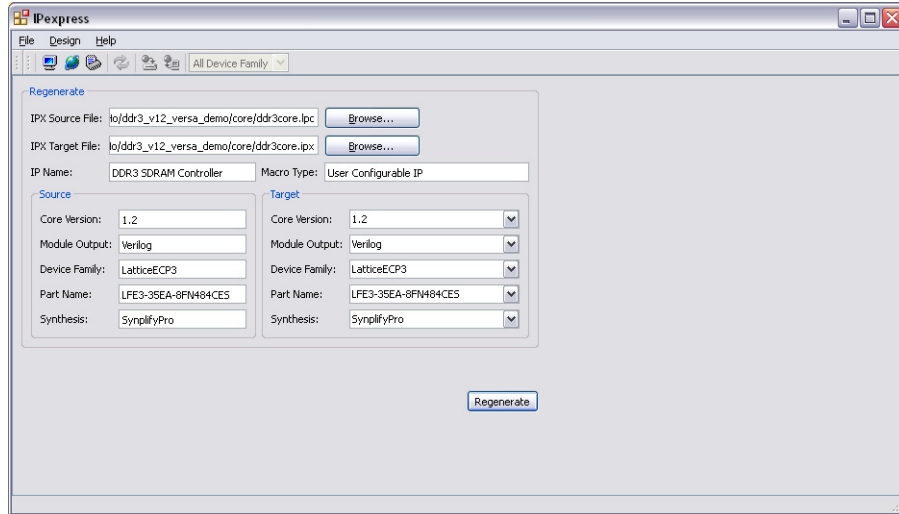 IPexpress
File Design Help
All Device Family
Regenerate
IPX Source File: lo/ddr3_v12_versa_demo/core/ddr3core.lpc Browse...
IPX Target File: lo/ddr3_v12_versa_demo/core/ddr3core.ipx Browse...
IP Name: DDR3 SDRAM Controller Macro Type: User Configurable IP
Source Target
Core Version: 1.2 Core Version: 1.2
Module Output: Verilog Module Output: Verilog
Device Family: LatticeECP3 Device Family: LatticeECP3
Part Name: LFE3-35EA-8FN484CES Part Name: LFE3-35EA-8FN484CES
Synthesis: SynplifyPro Synthesis: SynplifyPro
Regenerate